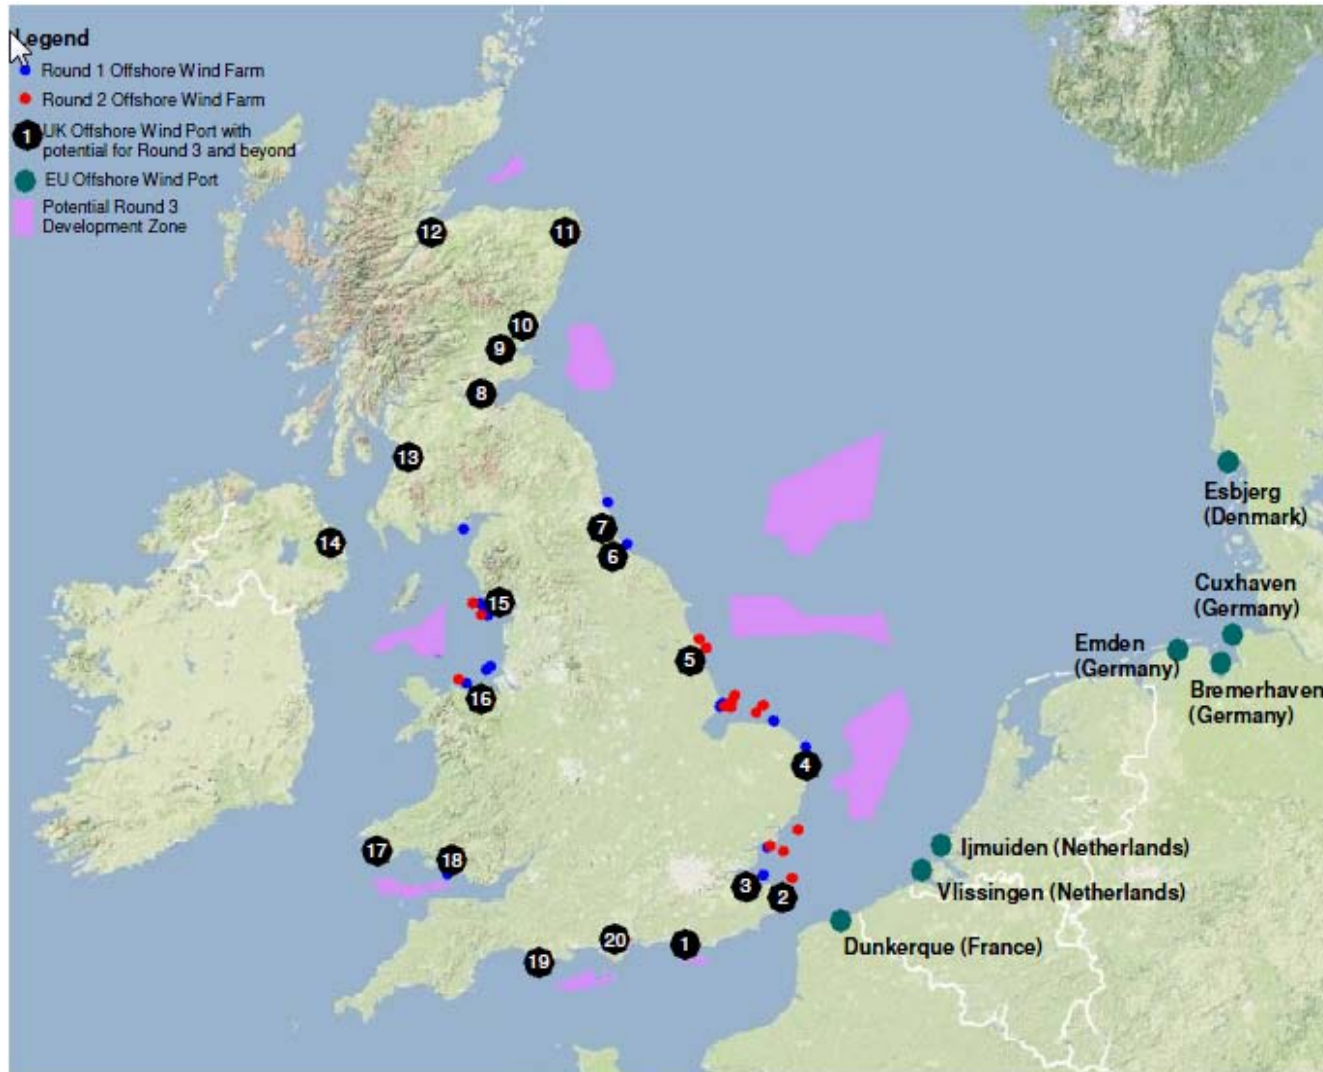 Legend
Round 1 Offshore Wind Farm
Round 2 Offshore Wind Farm
1
UK Offshore Wind Port with
potential for Round 3 and beyond
EU Offshore Wind Port
Potential Round 3
Development Zone
12
11
10
9
8
13
7
14
6
15
5
16
4
17
18
3
2
20
1
19
Esbjerg
(Denmark)
Cuxhaven
(Germany)
Emden
(Germany)
Bremerhaven
(Germany)
Ijmuiden (Netherlands)
Vlissingen (Netherlands)
Dunkerque (France)